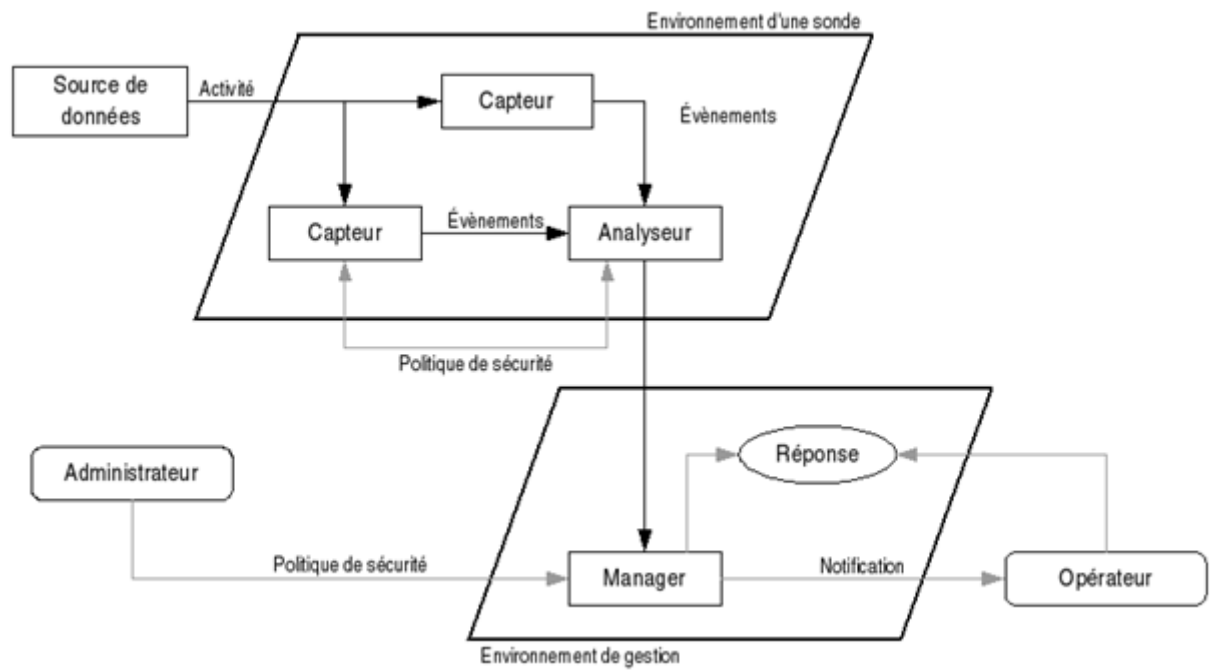 Environnement d'une sonde
Source de
données
Activité
Capteur
Évènements
Capteur
Évènements
Analyseur
Politique de sécurité
Réponse
Administrateur
Politique de sécurité
Manager
Notification
Opérateur
Environnement de gestion